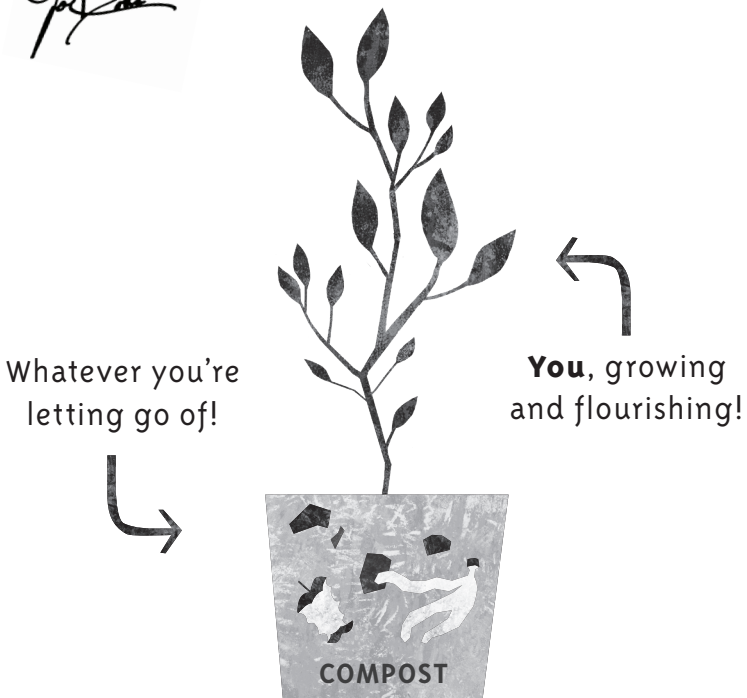 Whatever you're
letting go of!
You, growing
and flourishing!
COMPOST